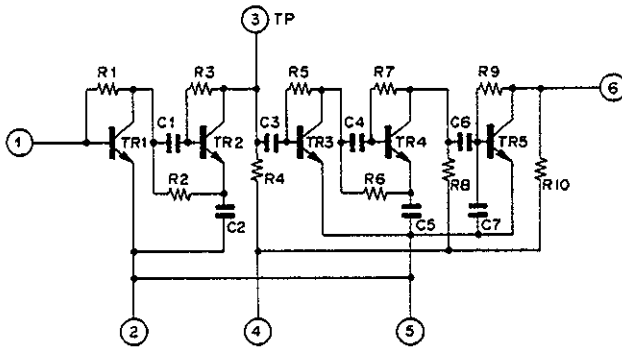 3 TP
R1 R3 R5 R7 R9
6
C1 C3 C4 C6
1 TR1 TR2 TR3 TR4 TR5
R2 R4 R6 R8 R10
C2 C5 C7
2 4 5